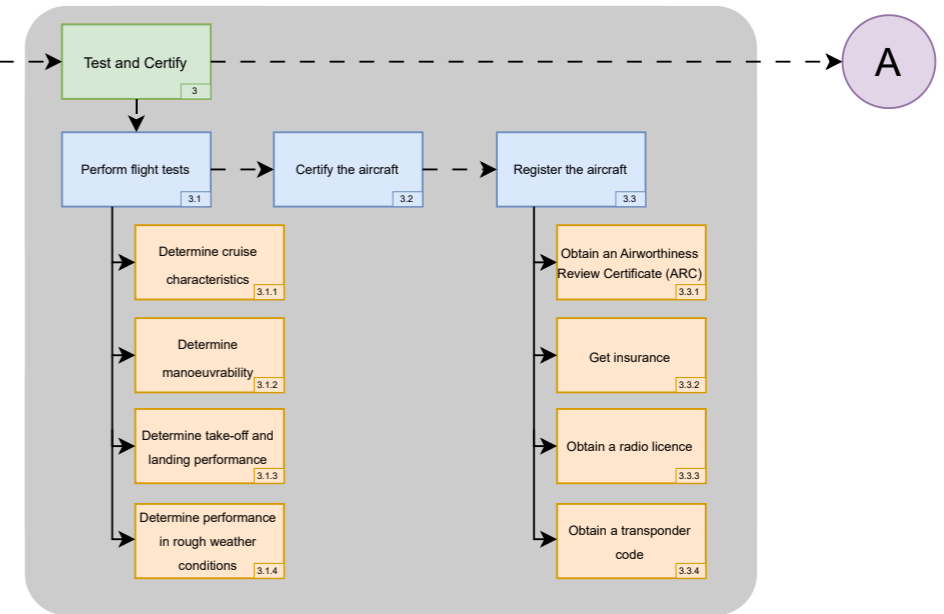 Test and Certify
3
A
Perform flight tests
3.1
Certify the aircraft
3.2
Register the aircraft
3.3
Determine cruise
characteristics
3.1.1
Determine
manoeuvrability
3.1.2
Determine take-off and
landing performance
3.1.3
Determine performance
in rough weather
conditions
3.1.4
Obtain an Airworthiness
Review Certificate (ARC)
3.3.1
Get insurance
3.3.2
Obtain a radio licence
3.3.3
Obtain a transponder
code
3.3.4